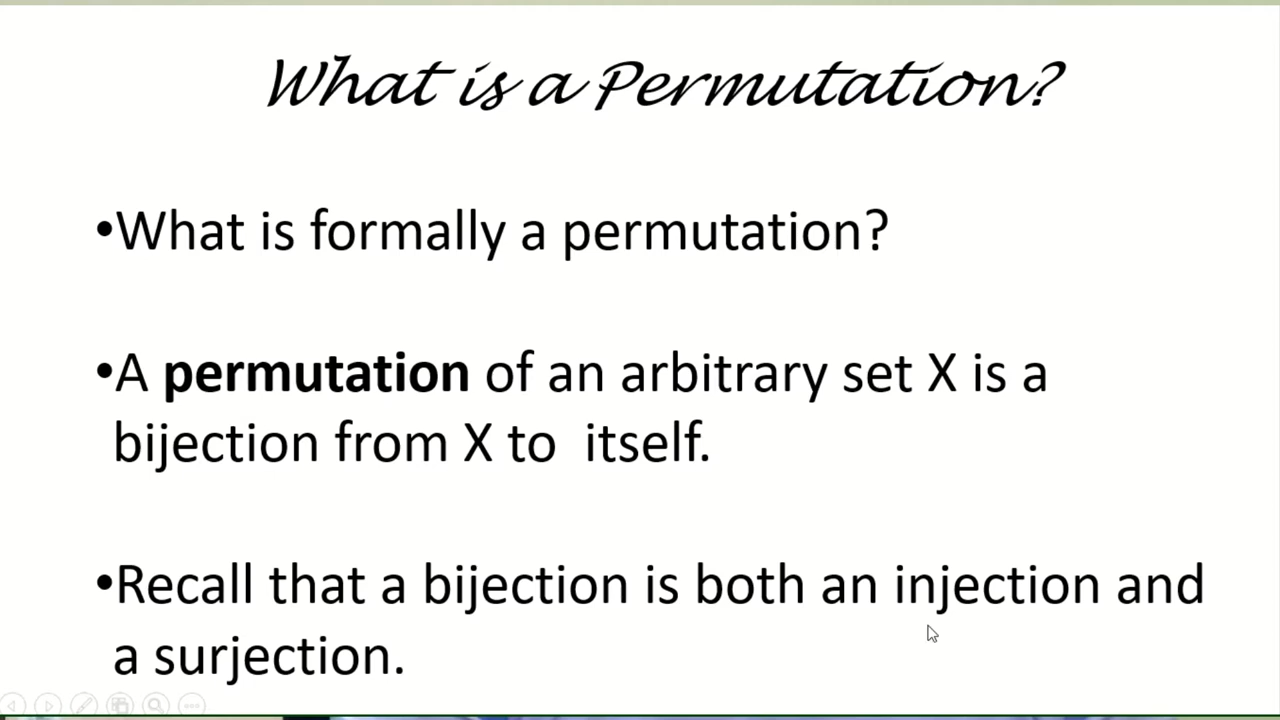 What is a Permutation?
•What is formally a permutation?
•A permutation of an arbitrary set X is a
bijection from X to itself.
•Recall that a bijection is both an injection and
a surjection.